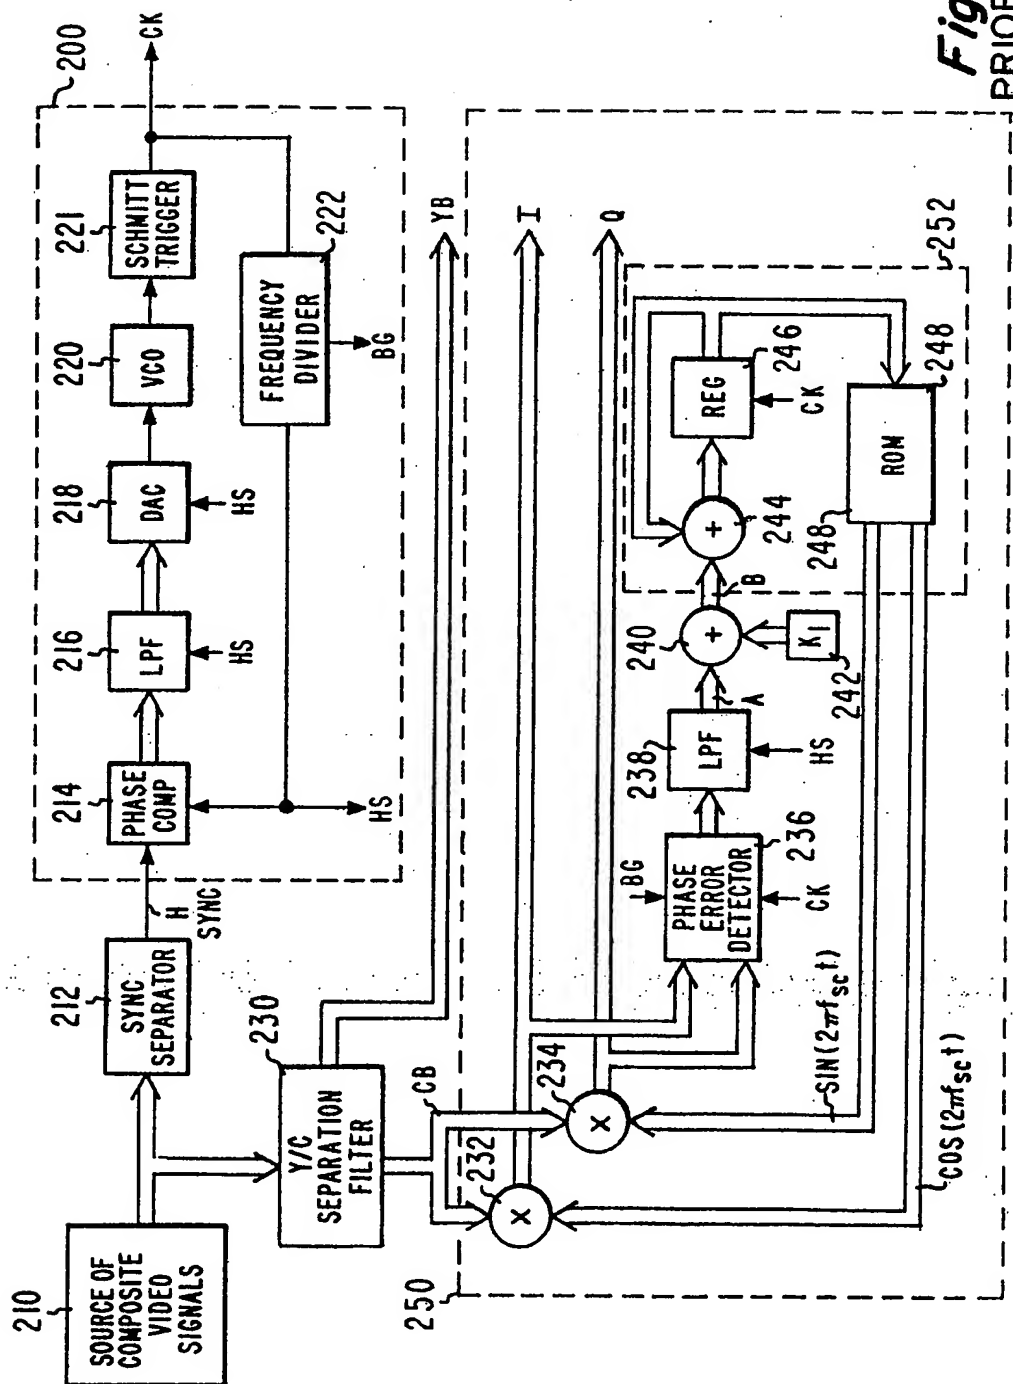 210
SOURCE OF
COMPOSITE
VIDEO
SIGNALS
212
SYNC
SEPARATOR
H
SYNC
200
214
PHASE
COMP
216
LPF
HS
218
DAC
HS
220
VCO
221
SCHMITT
TRIGGER
CK
222
FREQUENCY
DIVIDER
BG
HS
230
Y/C
SEPARATION
FILTER
YB
CB
250
232
X
234
X
I
Q
236
PHASE
ERROR
DETECTOR
BG
CK
238
LPF
HS
A
240
+
K1
242
B
252
244
+
246
REG
CK
248
ROM
248
SIN(2πfsct)
COS(2πfsct)
Fig
PRIOR